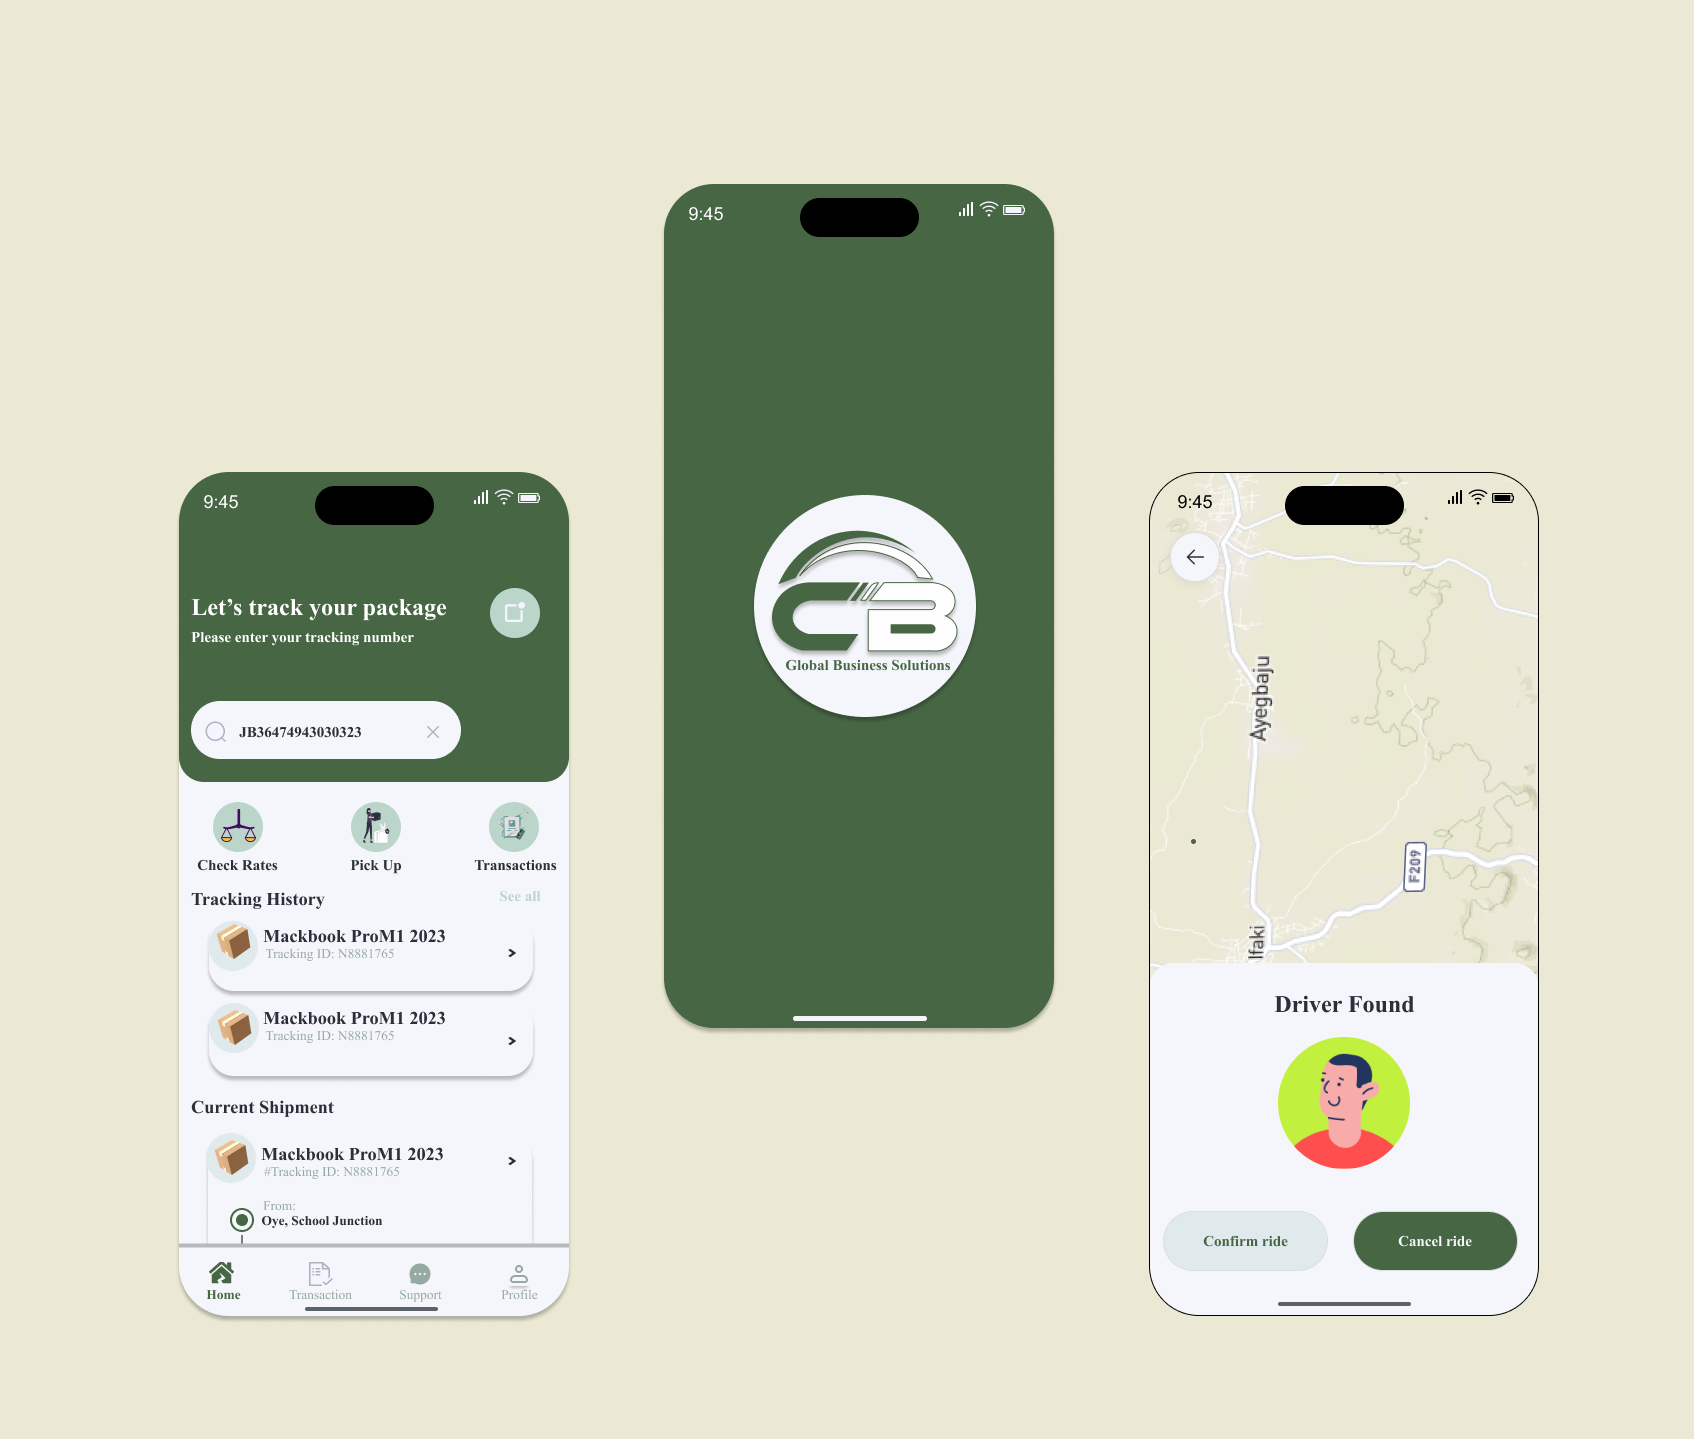 9:45
Let's track your package
Please enter your tracking number
JB36474943030323
Check Rates
Pick Up
Transactions
Tracking History
See all
Mackbook ProM1 2023
Tracking ID: N8881765
Mackbook ProM1 2023
Tracking ID: N8881765
Current Shipment
Mackbook ProM1 2023
#Tracking ID: N8881765
From:
Oye, School Junction
Home
Transaction
Support
Profile
9:45
CB
Global Business Solutions
9:45
Ayegbaju
F209
lfaki
Driver Found
Confirm ride
Cancel ride